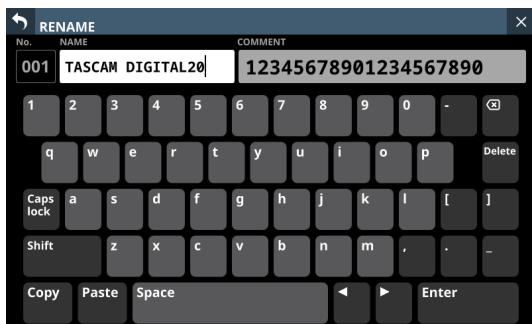 RENAME
No. NAME COMMENT
001 TASCAM DIGITAL20 12345678901234567890
1 2 3 4 5 6 7 8 9 0 -
q w e r t y u i o p Delete
Caps lock a s d f g h j k l [ ]
Shift z x c v b n m , . _
Copy Paste Space ◀ ▶ Enter